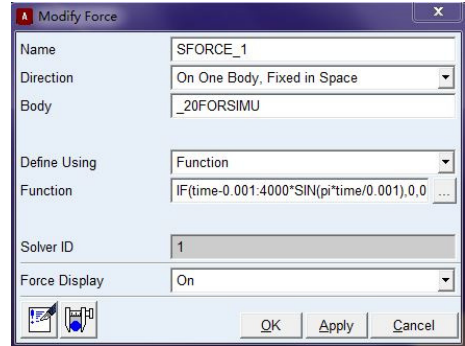 Modify Force
X
Name SFORCE_1
Direction On One Body, Fixed in Space
Body _20FORSIMU
Define Using Function
Function IF(time-0.001:4000*SIN(pi*time/0.001),0,0 ...
Solver ID 1
Force Display On
OK Apply Cancel